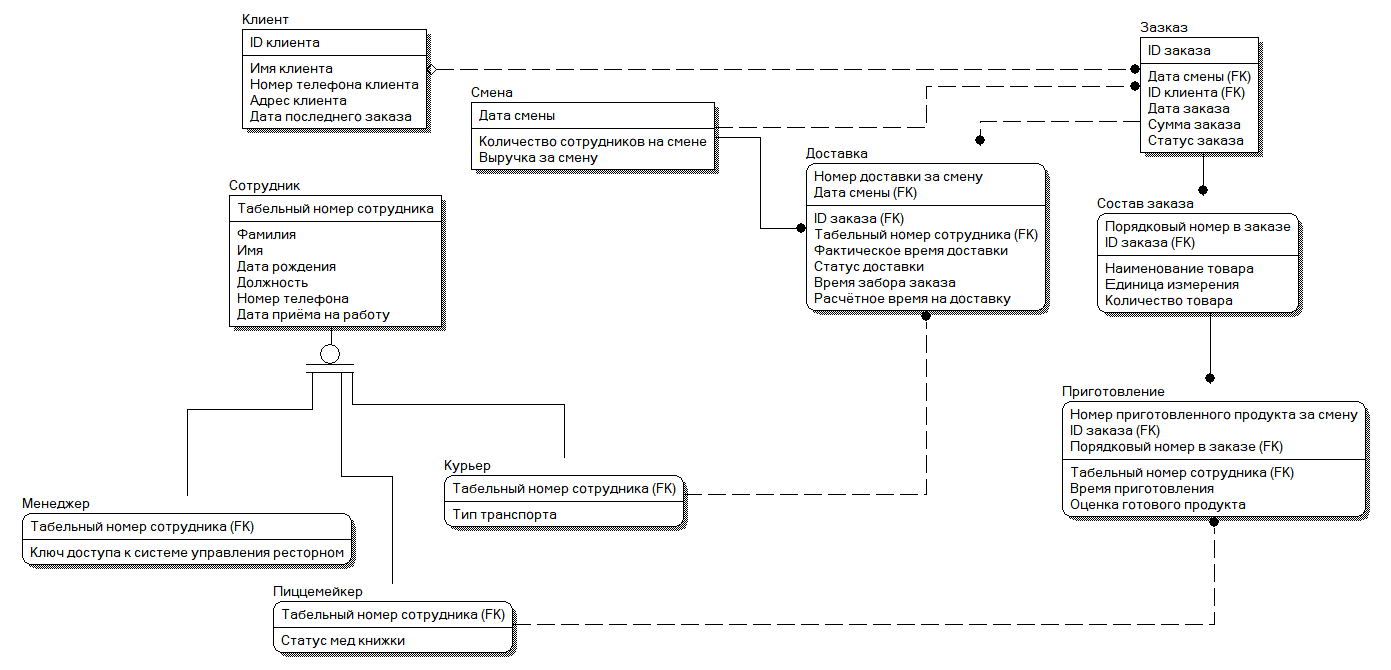 Клиент
ID клиента
Имя клиента
Номер телефона клиента
Адрес клиента
Дата последнего заказа
Смена
Дата смены
Количество сотрудников на смене
Выручка за смену
Зазказ
ID заказа
Дата смены (FK)
ID клиента (FK)
Дата заказа
Сумма заказа
Статус заказа
Доставка
Номер доставки за смену
Дата смены (FK)
ID заказа (FK)
Табельный номер сотрудника (FK)
Фактическое время доставки
Статус доставки
Время забора заказа
Расчётное время на доставку
Сотрудник
Табельный номер сотрудника
Фамилия
Имя
Дата рождения
Должность
Номер телефона
Дата приёма на работу
Состав заказа
Порядковый номер в заказе
ID заказа (FK)
Наименование товара
Единица измерения
Количество товара
Приготовление
Номер приготовленного продукта за смену
ID заказа (FK)
Порядковый номер в заказе (FK)
Табельный номер сотрудника (FK)
Время приготовления
Оценка готового продукта
Курьер
Табельный номер сотрудника (FK)
Тип транспорта
Менеджер
Табельный номер сотрудника (FK)
Ключ доступа к системе управления ресторном
Пиццемейкер
Табельный номер сотрудника (FK)
Статус мед книжки